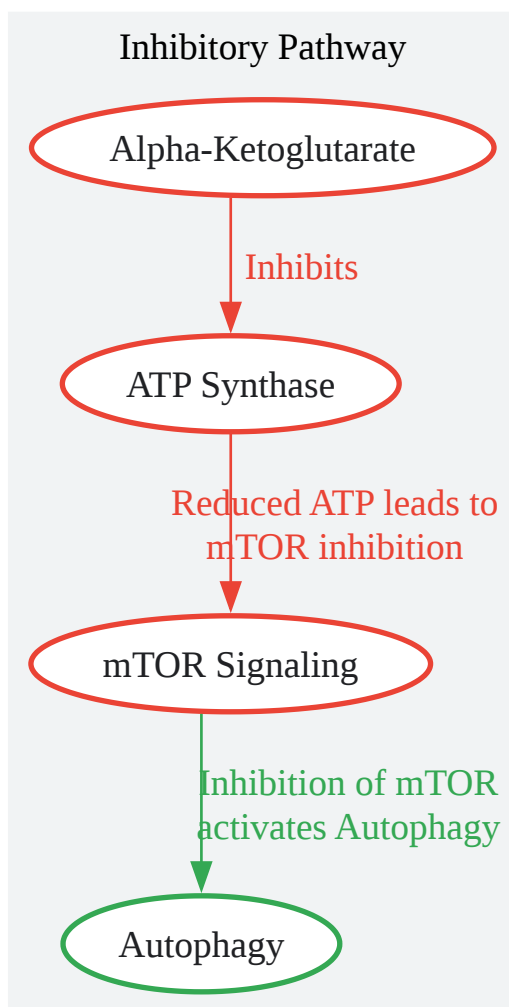 Inhibitory Pathway
Alpha-Ketoglutarate
Inhibits
ATP Synthase
Reduced ATP leads to
mTOR inhibition
mTOR Signaling
Inhibition of mTOR
activates Autophagy
Autophagy